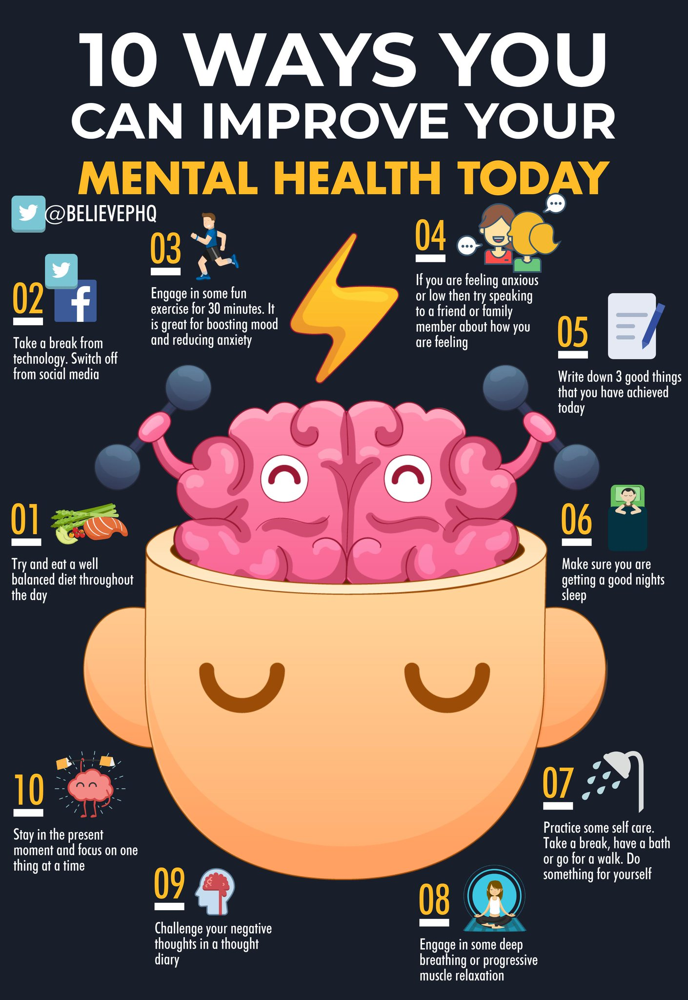 10 WAYS YOU
CAN IMPROVE YOUR
MENTAL HEALTH TODAY
@BELIEVEPHQ
01
Try and eat a well
balanced diet throughout
the day
02
Take a break from
technology. Switch off
from social media
03
Engage in some fun
exercise for 30 minutes. It
is great for boosting mood
and reducing anxiety
04
If you are feeling anxious
or low then try speaking
to a friend or family
member about how you
are feeling
05
Write down 3 good things
that you have achieved
today
06
Make sure you are
getting a good nights
sleep
07
Practice some self care.
Take a break, have a bath
or go for a walk. Do
something for yourself
08
Engage in some deep
breathing or progressive
muscle relaxation
09
Challenge your negative
thoughts in a thought
diary
10
Stay in the present
moment and focus on one
thing at a time